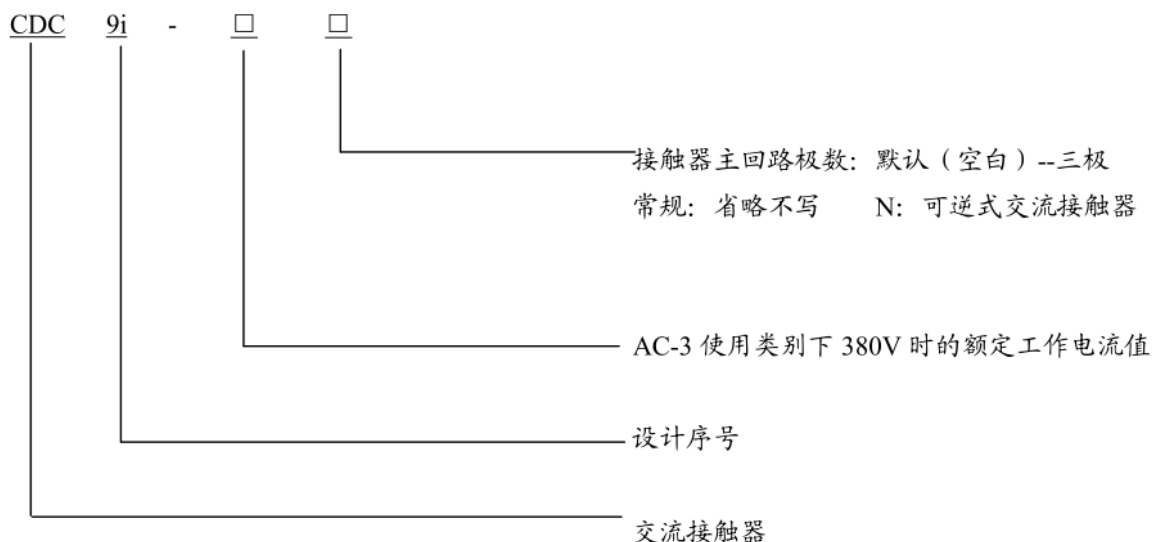 CDC 9i - □ □
接触器主回路极数：默认（空白）--三极
常规：省略不写 N：可逆式交流接触器
AC-3 使用类别下 380V 时的额定工作电流值
设计序号
交流接触器